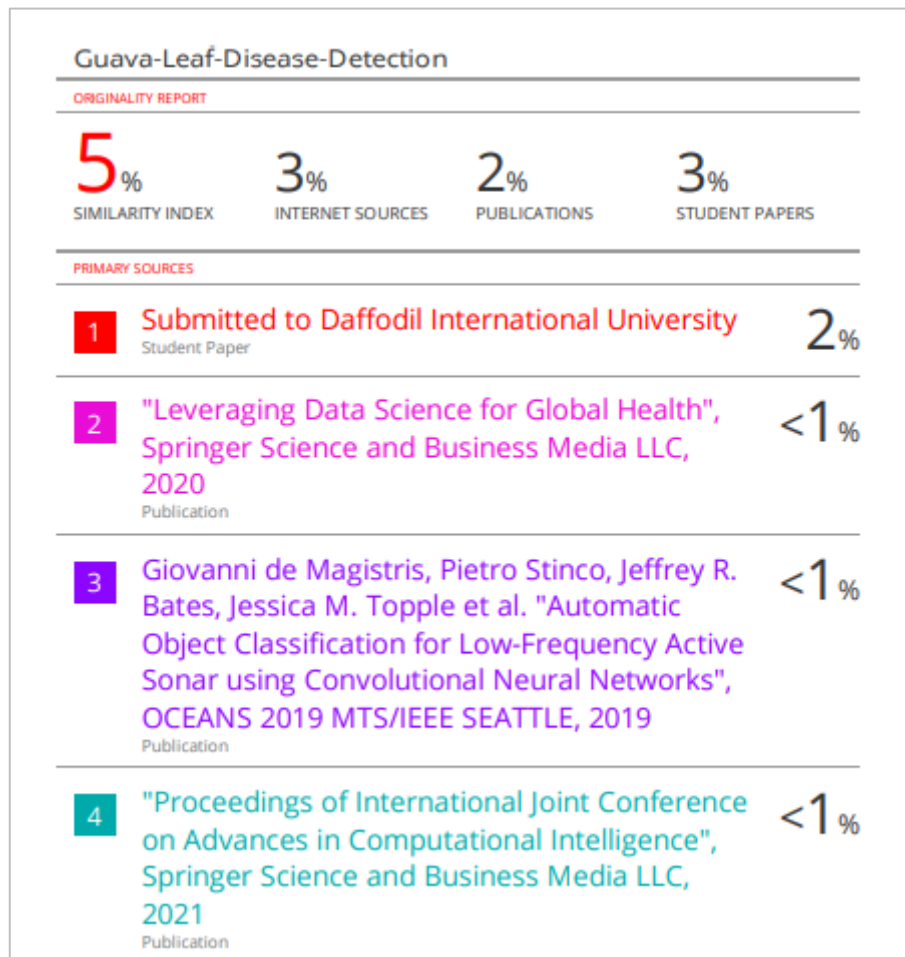 Guava-Leaf-Disease-Detection
ORIGINALITY REPORT
5% 3% 2% 3%
SIMILARITY INDEX INTERNET SOURCES PUBLICATIONS STUDENT PAPERS
PRIMARY SOURCES
1 Submitted to Daffodil International University 2%
Student Paper
2 "Leveraging Data Science for Global Health", <1%
Springer Science and Business Media LLC,
2020
Publication
3 Giovanni de Magistris, Pietro Stinco, Jeffrey R. <1%
Bates, Jessica M. Topple et al. "Automatic
Object Classification for Low-Frequency Active
Sonar using Convolutional Neural Networks",
OCEANS 2019 MTS/IEEE SEATTLE, 2019
Publication
4 "Proceedings of International Joint Conference <1%
on Advances in Computational Intelligence",
Springer Science and Business Media LLC,
2021
Publication